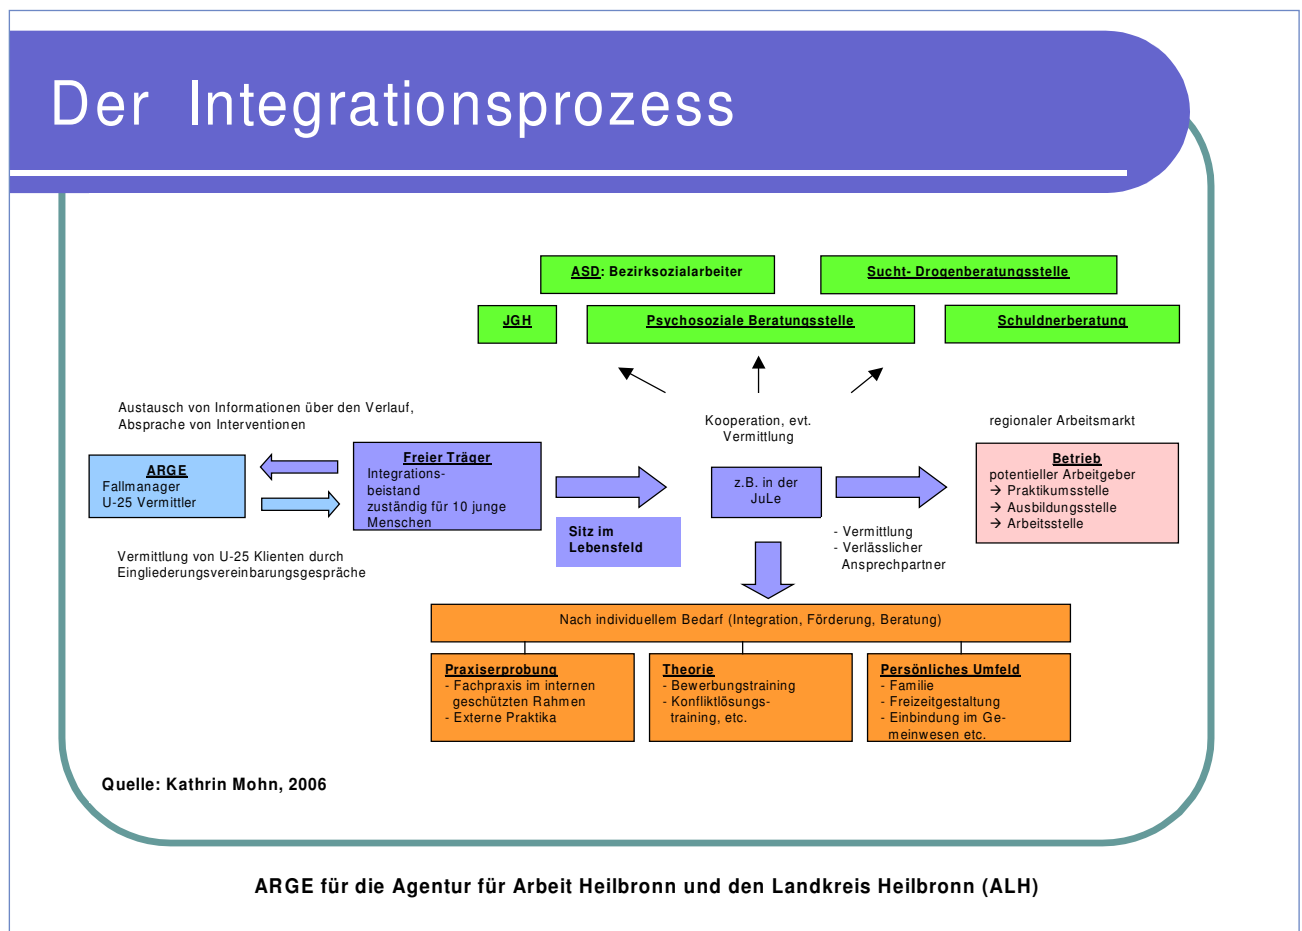 Der Integrationsprozess
ASD: Bezirksozialarbeiter
Sucht- Drogenberatungsstelle
JGH
Psychosoziale Beratungsstelle
Schuldnerberatung
Austausch von Informationen über den Verlauf,
Absprache von Interventionen
Kooperation, evt.
Vermittlung
regionaler Arbeitsmarkt
ARGE
Fallmanager
U-25 Vermittler
Freier Träger
Integrations-
beistand
zuständig für 10 junge
Menschen
Sitz im
Lebensfeld
z.B. in der
JuLe
- Vermittlung
- Verlässlicher
Ansprechpartner
Betrieb
potentieller Arbeitgeber
→ Praktikumsstelle
→ Ausbildungsstelle
→ Arbeitsstelle
Vermittlung von U-25 Klienten durch
Eingliederungsvereinbarungsgespräche
Nach individuellem Bedarf (Integration, Förderung, Beratung)
Praxiserprobung
- Fachpraxis im internen
geschützten Rahmen
- Externe Praktika
Theorie
- Bewerbungstraining
- Konfliktlösungs-
training, etc.
Persönliches Umfeld
- Familie
- Freizeitgestaltung
- Einbindung im Ge-
meinwesen etc.
Quelle: Kathrin Mohn, 2006
ARGE für die Agentur für Arbeit Heilbronn und den Landkreis Heilbronn (ALH)